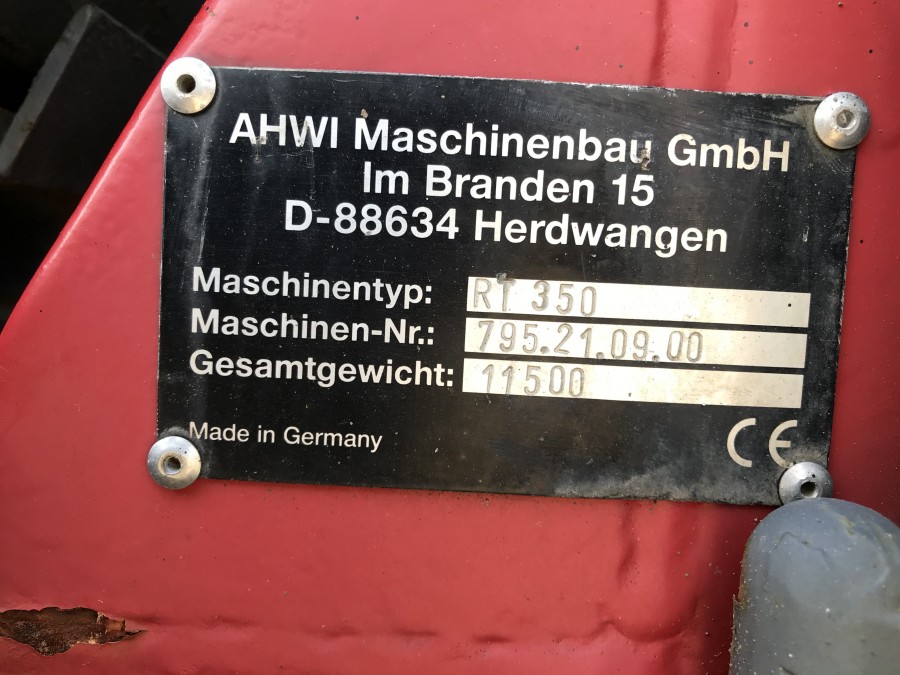 AHWI Maschinenbau GmbH
Im Branden 15
D-88634 Herdwangen
Maschinentyp: RT 350
Maschinen-Nr.: 795.21.09.00
Gesamtgewicht: 11500
Made in Germany CE